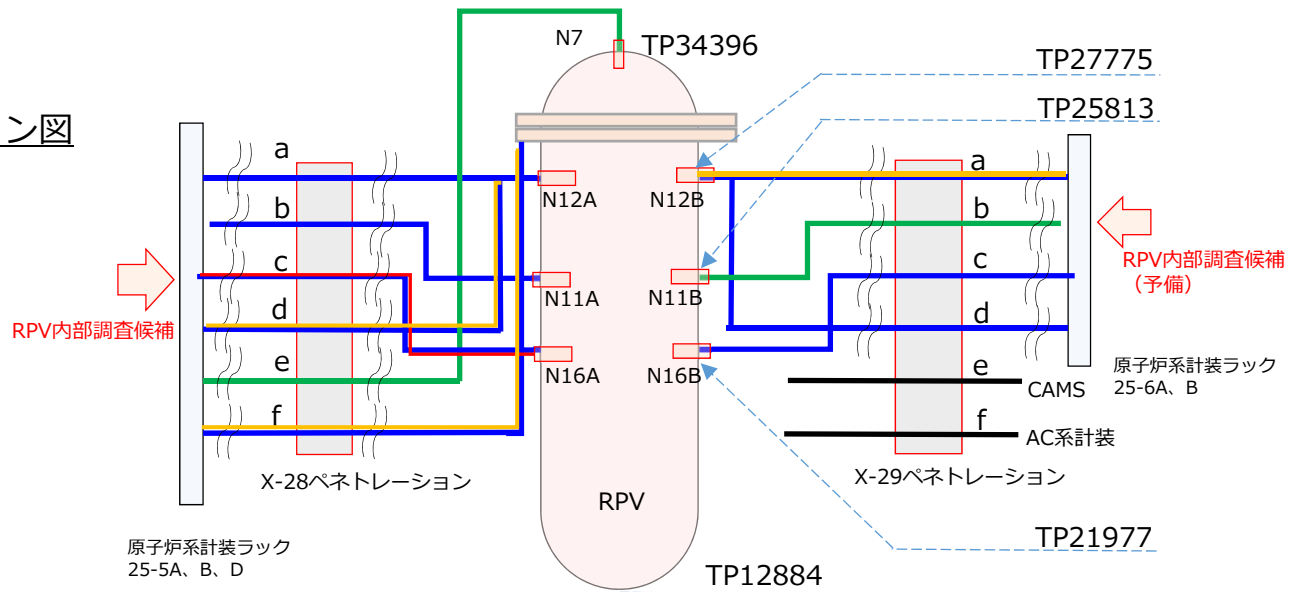 N7
TP34396
TP27775
TP25813
ン図
a
b
c
d
e
f
N12A
N11A
N16A
N12B
N11B
N16B
a
b
c
d
e
f
RPV内部調査候補
RPV内部調査候補
（予備）
CAMS
AC系計装
原子炉系計装ラック
25-6A、B
X-28ペネトレーション
X-29ペネトレーション
RPV
TP21977
原子炉系計装ラック
25-5A、B、D
TP12884